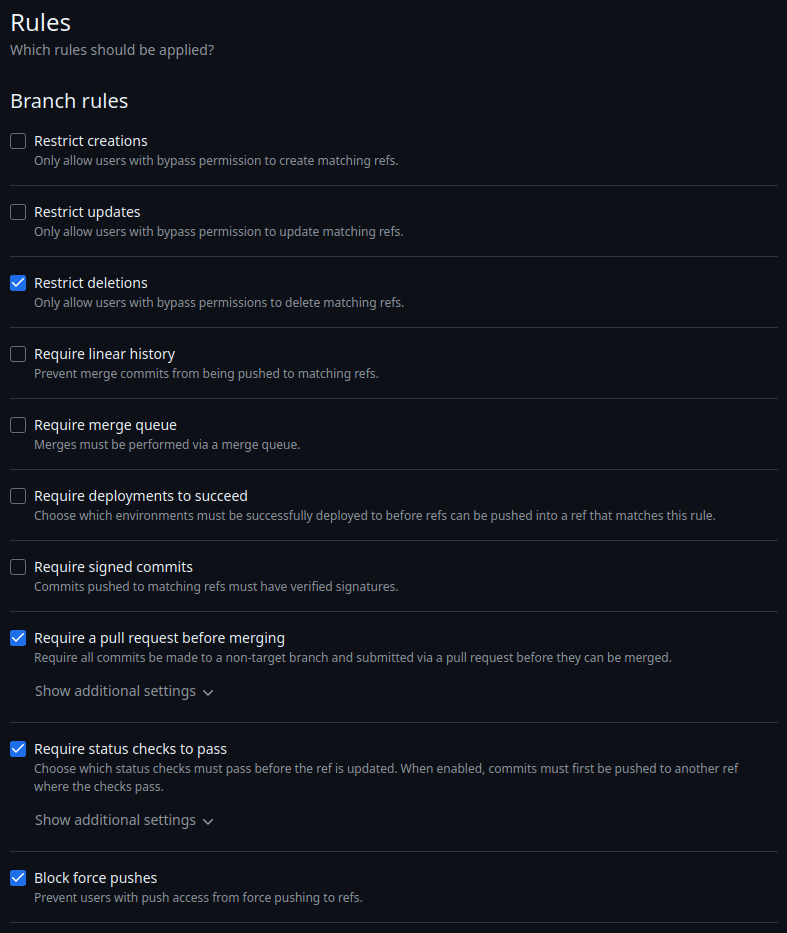 Rules
Which rules should be applied?
Branch rules
Restrict creations
Only allow users with bypass permission to create matching refs.
Restrict updates
Only allow users with bypass permission to update matching refs.
Restrict deletions
Only allow users with bypass permissions to delete matching refs.
Require linear history
Prevent merge commits from being pushed to matching refs.
Require merge queue
Merges must be performed via a merge queue.
Require deployments to succeed
Choose which environments must be successfully deployed to before refs can be pushed into a ref that matches this rule.
Require signed commits
Commits pushed to matching refs must have verified signatures.
Require a pull request before merging
Require all commits be made to a non-target branch and submitted via a pull request before they can be merged.
Show additional settings
Require status checks to pass
Choose which status checks must pass before the ref is updated. When enabled, commits must first be pushed to another ref
where the checks pass.
Show additional settings
Block force pushes
Prevent users with push access from force pushing to refs.